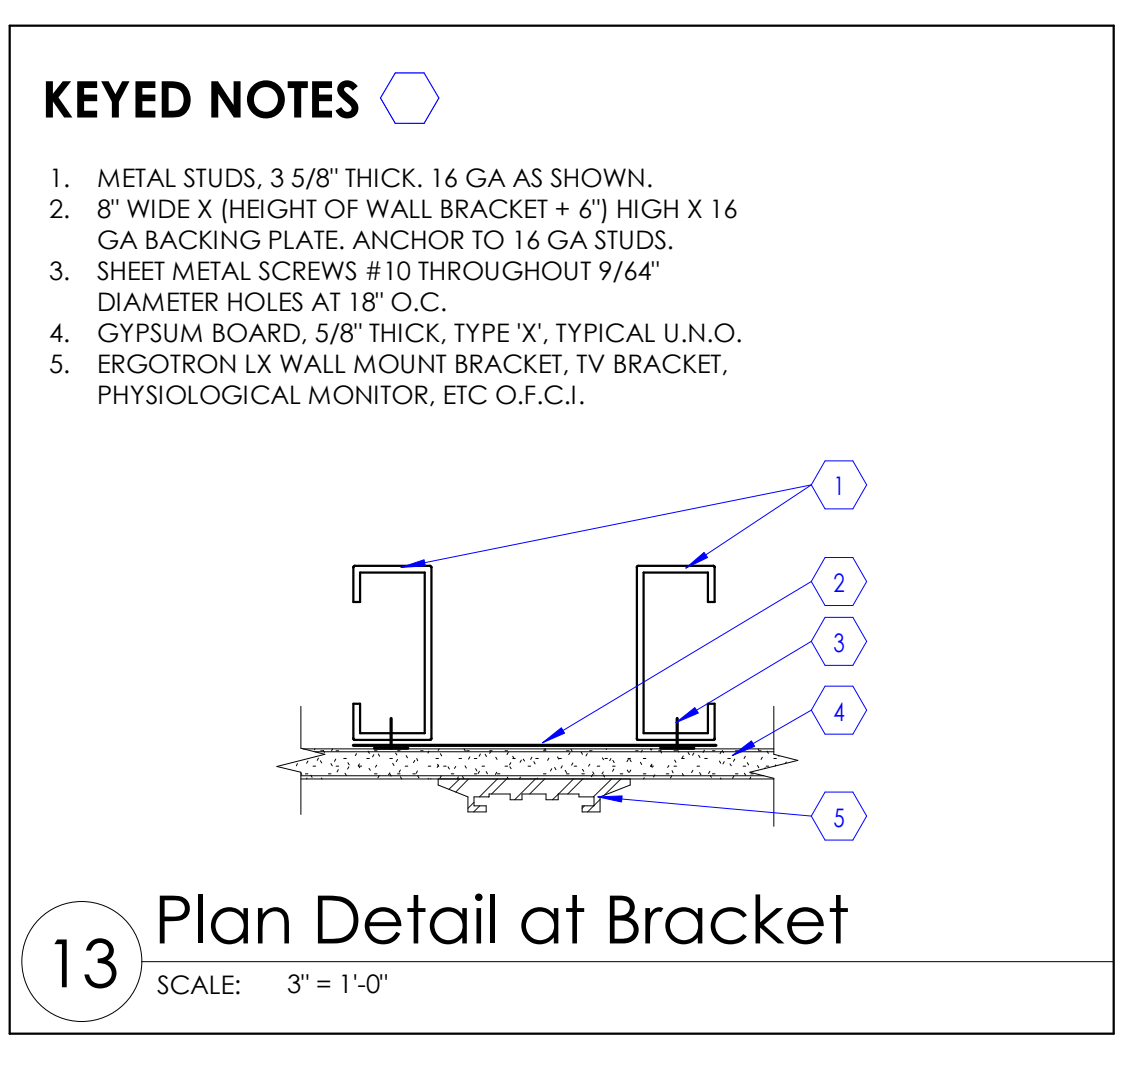 KEYED NOTES
1. METAL STUDS, 3 5/8" THICK. 16 GA AS SHOWN.
2. 8" WIDE X (HEIGHT OF WALL BRACKET + 6") HIGH X 16
GA BACKING PLATE. ANCHOR TO 16 GA STUDS.
3. SHEET METAL SCREWS #10 THROUGHOUT 9/64"
DIAMETER HOLES AT 18" O.C.
4. GYPSUM BOARD, 5/8" THICK, TYPE 'X', TYPICAL U.N.O.
5. ERGOTRON LX WALL MOUNT BRACKET, TV BRACKET,
PHYSIOLOGICAL MONITOR, ETC O.F.C.I.
1
2
3
4
5
13
Plan Detail at Bracket
SCALE: 3" = 1'-0"